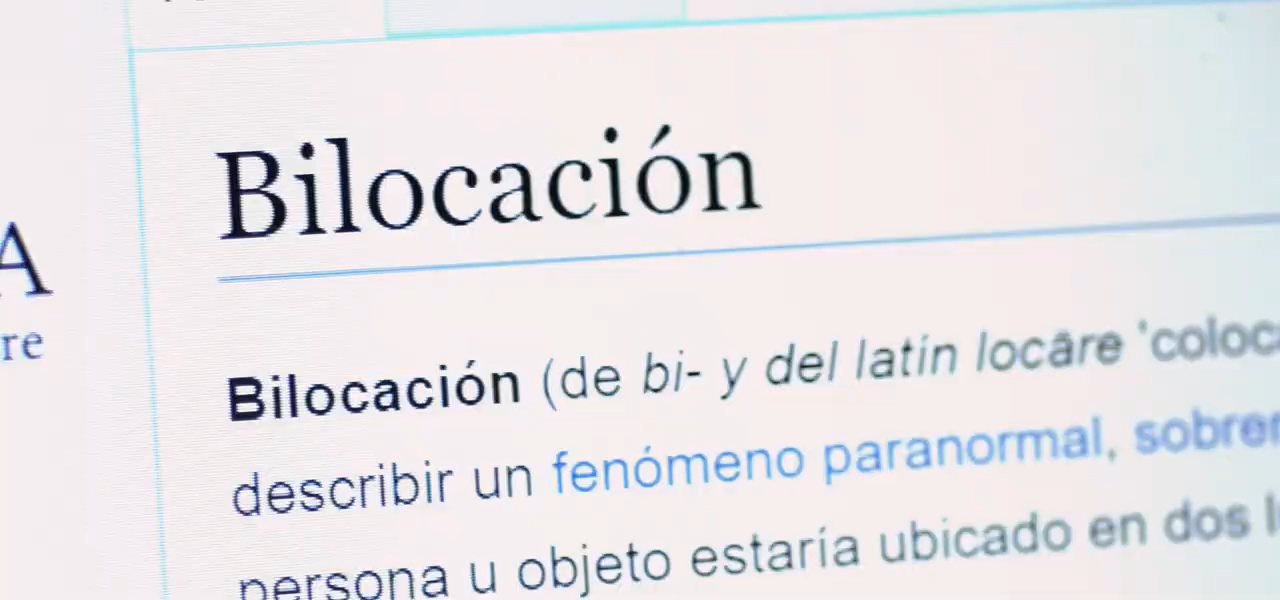 Bilocación
A
re
Bilocación (de bi- y del latín locāre 'coloc
describir un fenómeno paranormal, sobre
persona u objeto estaría ubicado en dos l